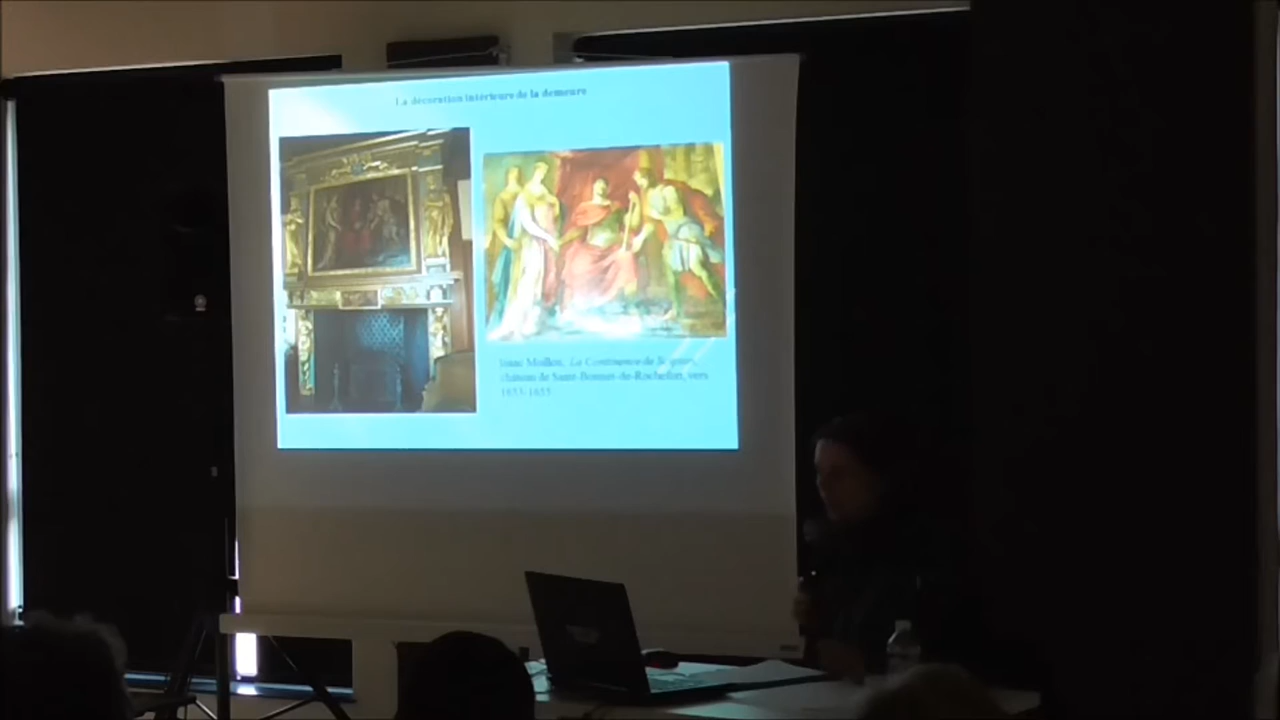 La décoration intérieure de la demeure
Isaac Moillon, La Continence de Scipion,
château de Saint-Bonnet-de-Rochefort, vers